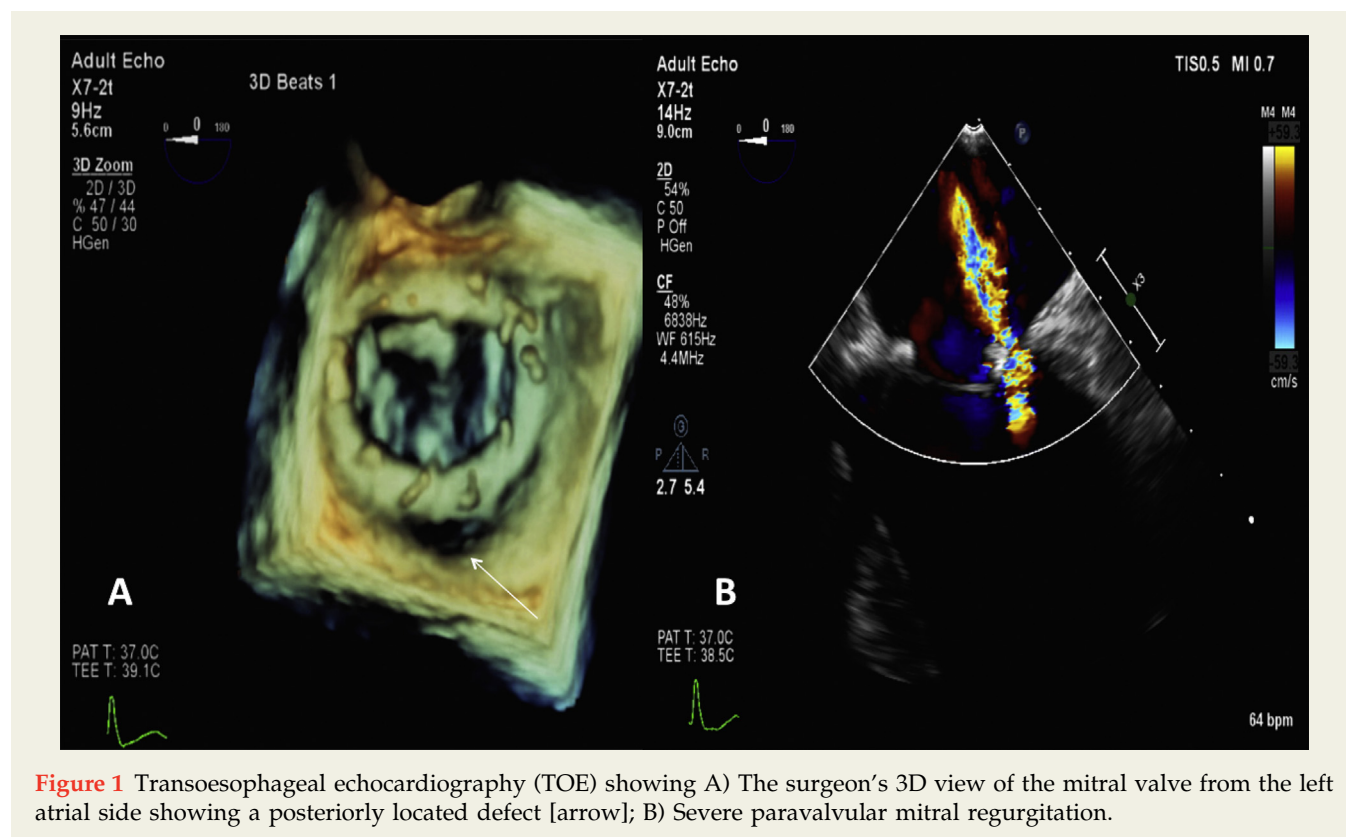 Adult Echo
X7-2t
9Hz
5.6cm
3D Beats 1
0 0 180
3D Zoom
2D / 3D
% 47 / 44
C 50 / 30
HGen
A
PAT T: 37.0C
TEE T: 39.1C
Adult Echo
X7-2t
14Hz
9.0cm
0 0 180
TIS0.5 MI 0.7
P
M4 M4
+59.3
-59.3
cm/s
2D
54%
C 50
P Off
HGen
CF
48%
6838Hz
WF 615Hz
4.4MHz
X3
G
P R
2.7 5.4
B
PAT T: 37.0C
TEE T: 38.5C
64 bpm
Figure 1 Transoesophageal echocardiography (TOE) showing A) The surgeon's 3D view of the mitral valve from the left
atrial side showing a posteriorly located defect [arrow]; B) Severe paravalvular mitral regurgitation.